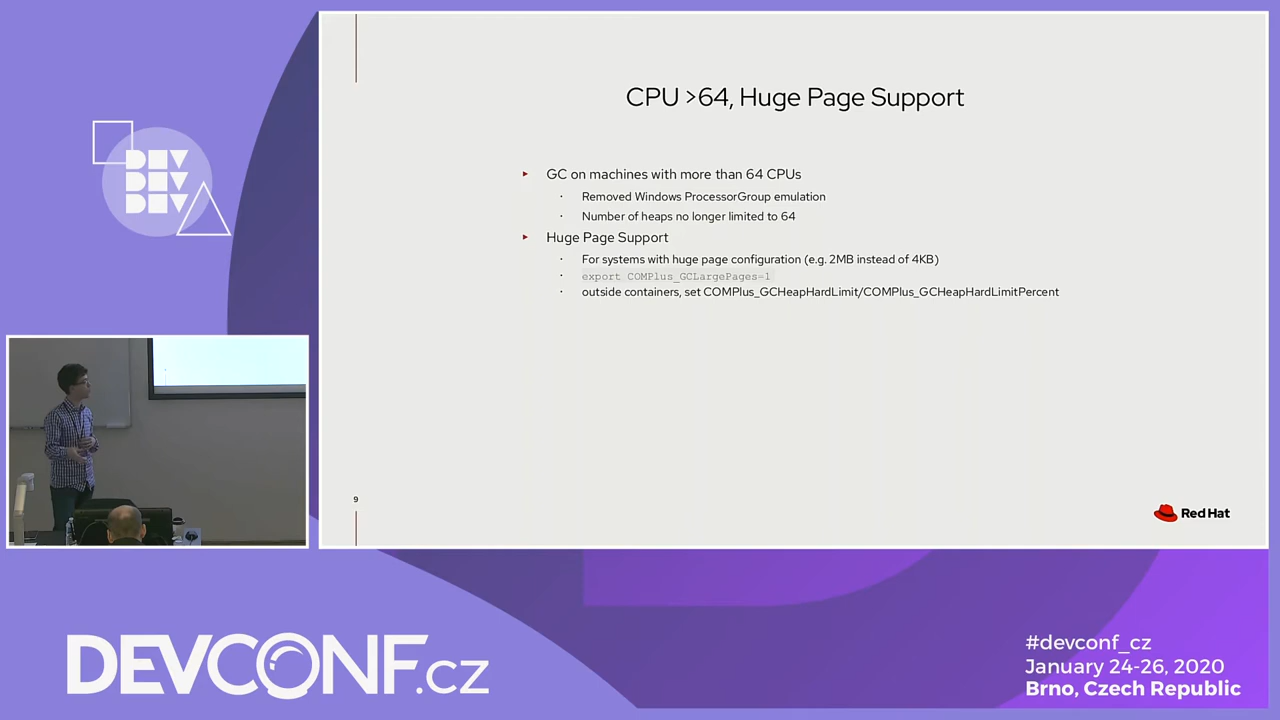 DEV
DEV
DEV
CPU >64, Huge Page Support
GC on machines with more than 64 CPUs
Removed Windows ProcessorGroup emulation
Number of heaps no longer limited to 64
Huge Page Support
For systems with huge page configuration (e.g. 2MB instead of 4KB)
export COMPlus_GCLargePages=1
outside containers, set COMPlus_GCHeapHardLimit/COMPlus_GCHeapHardLimitPercent
9
Red Hat
DEVCONF.cz
#devconf_cz
January 24-26, 2020
Brno, Czech Republic